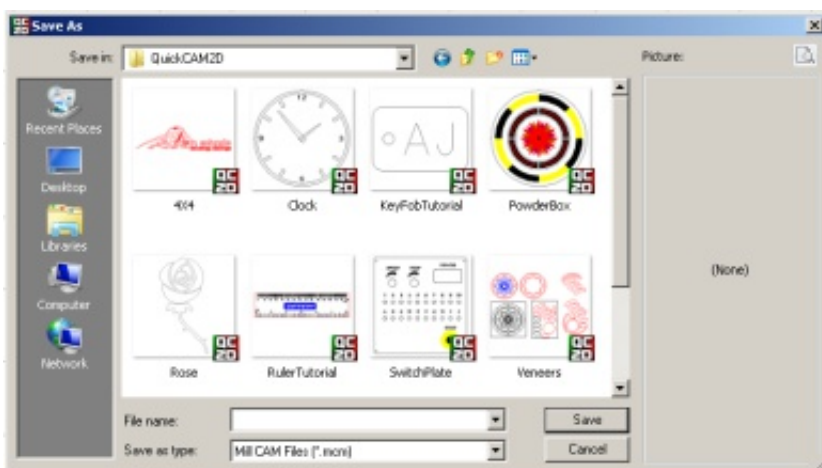 Save As
Save in:
QuickCAM2D
Picture:
Recent Places
Desktop
Libraries
Computer
Network
4X4
Clock
KeyFobTutorial
PowderBox
AJ
Rose
RulerTutorial
SwitchPlate
Veneers
(None)
File name:
Save
Save as type:
Mill CAM Files (*.mcm)
Cancel